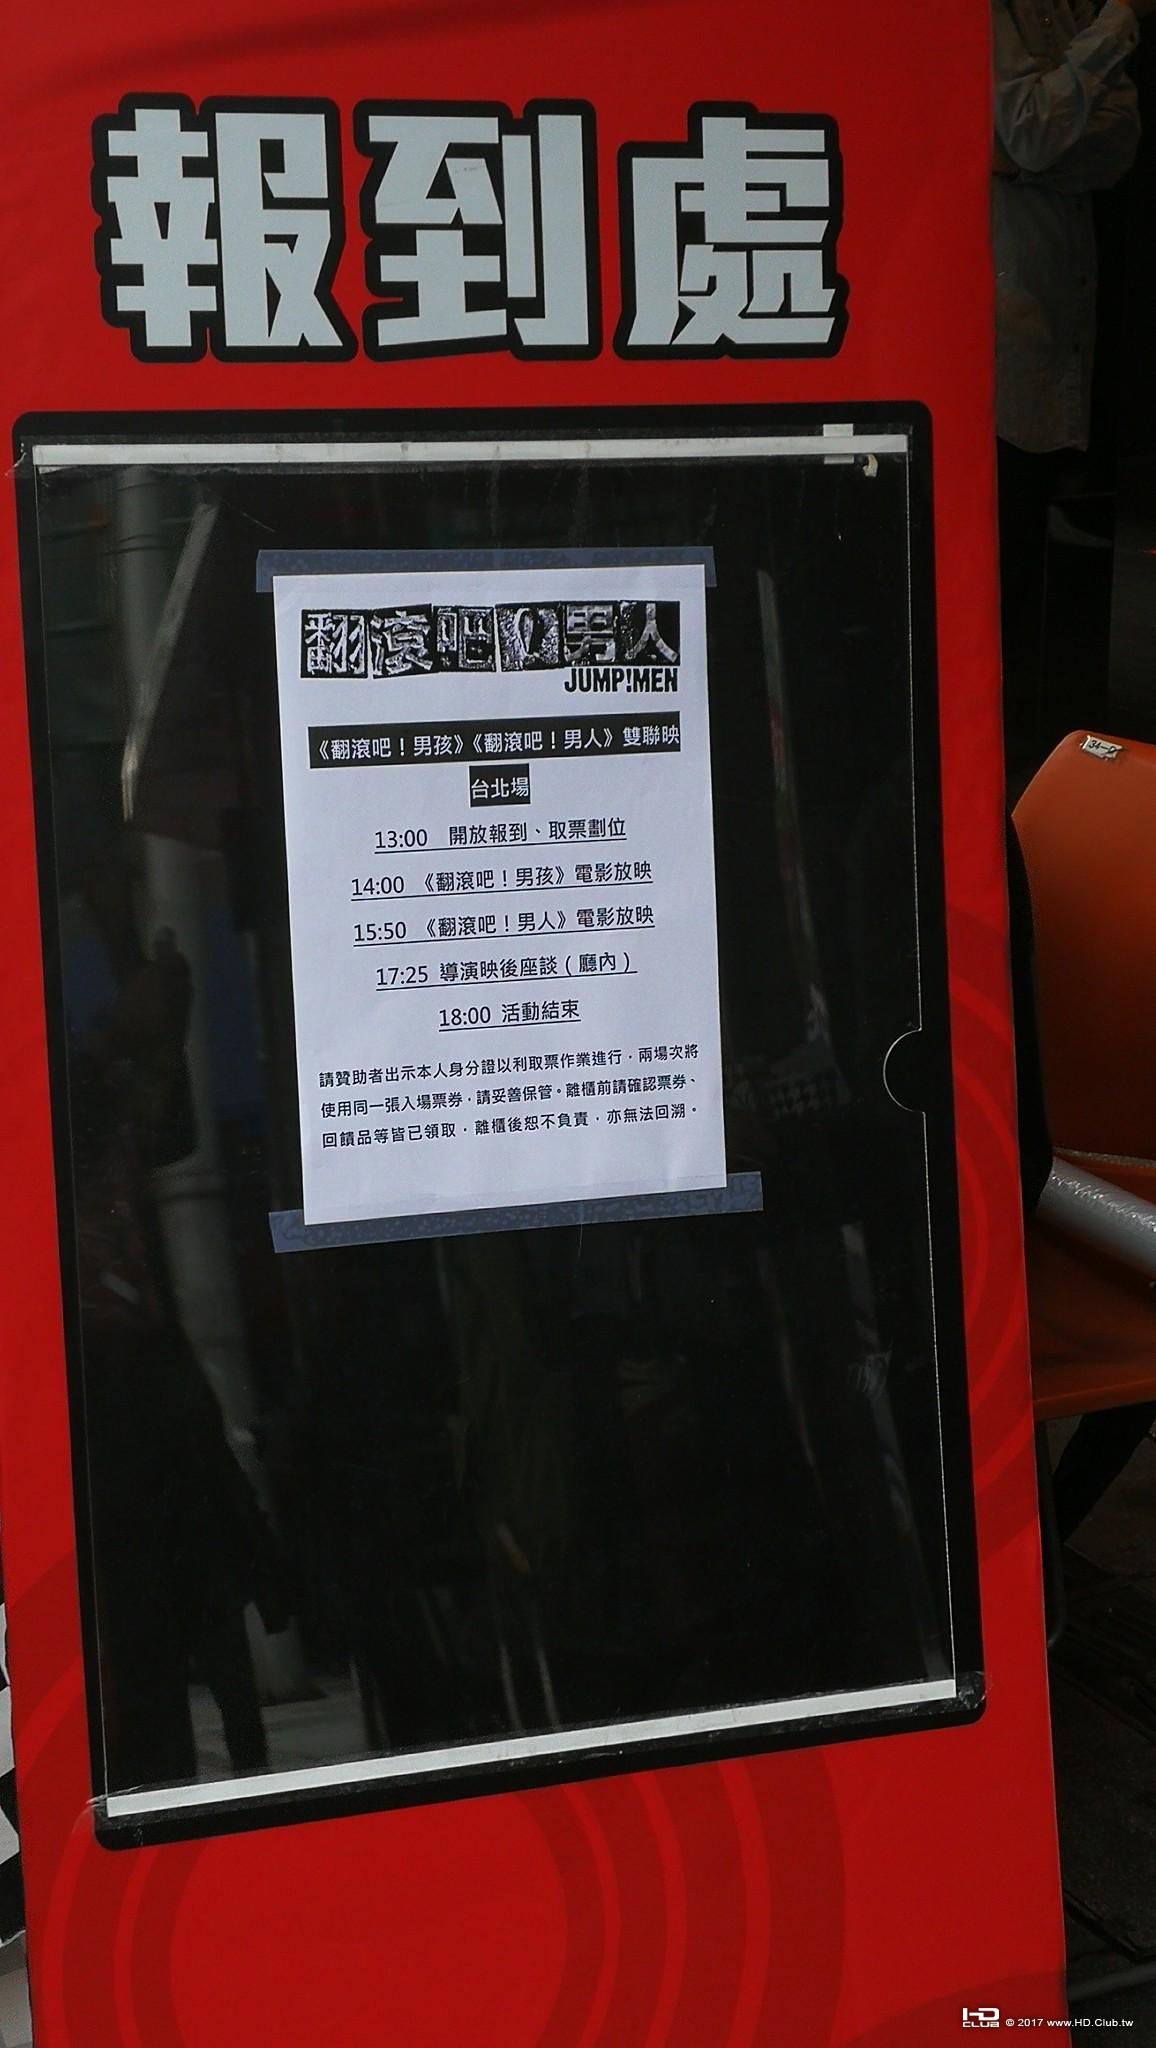 報到處
翻滾吧男人
JUMP!MEN
《翻滾吧！男孩》《翻滾吧！男人》雙聯映
台北場
13:00 開放報到、取票劃位
14:00 《翻滾吧！男孩》電影放映
15:50 《翻滾吧！男人》電影放映
17:25 導演映後座談（廳內）
18:00 活動結束
請贊助者出示本人身分證以利取票作業進行，兩場次將
使用同一張入場票券，請妥善保管。離櫃前請確認票券、
回饋品等皆已領取，離櫃後恕不負責，亦無法回溯。
HD CLUB © 2017 www.HD.Club.tw